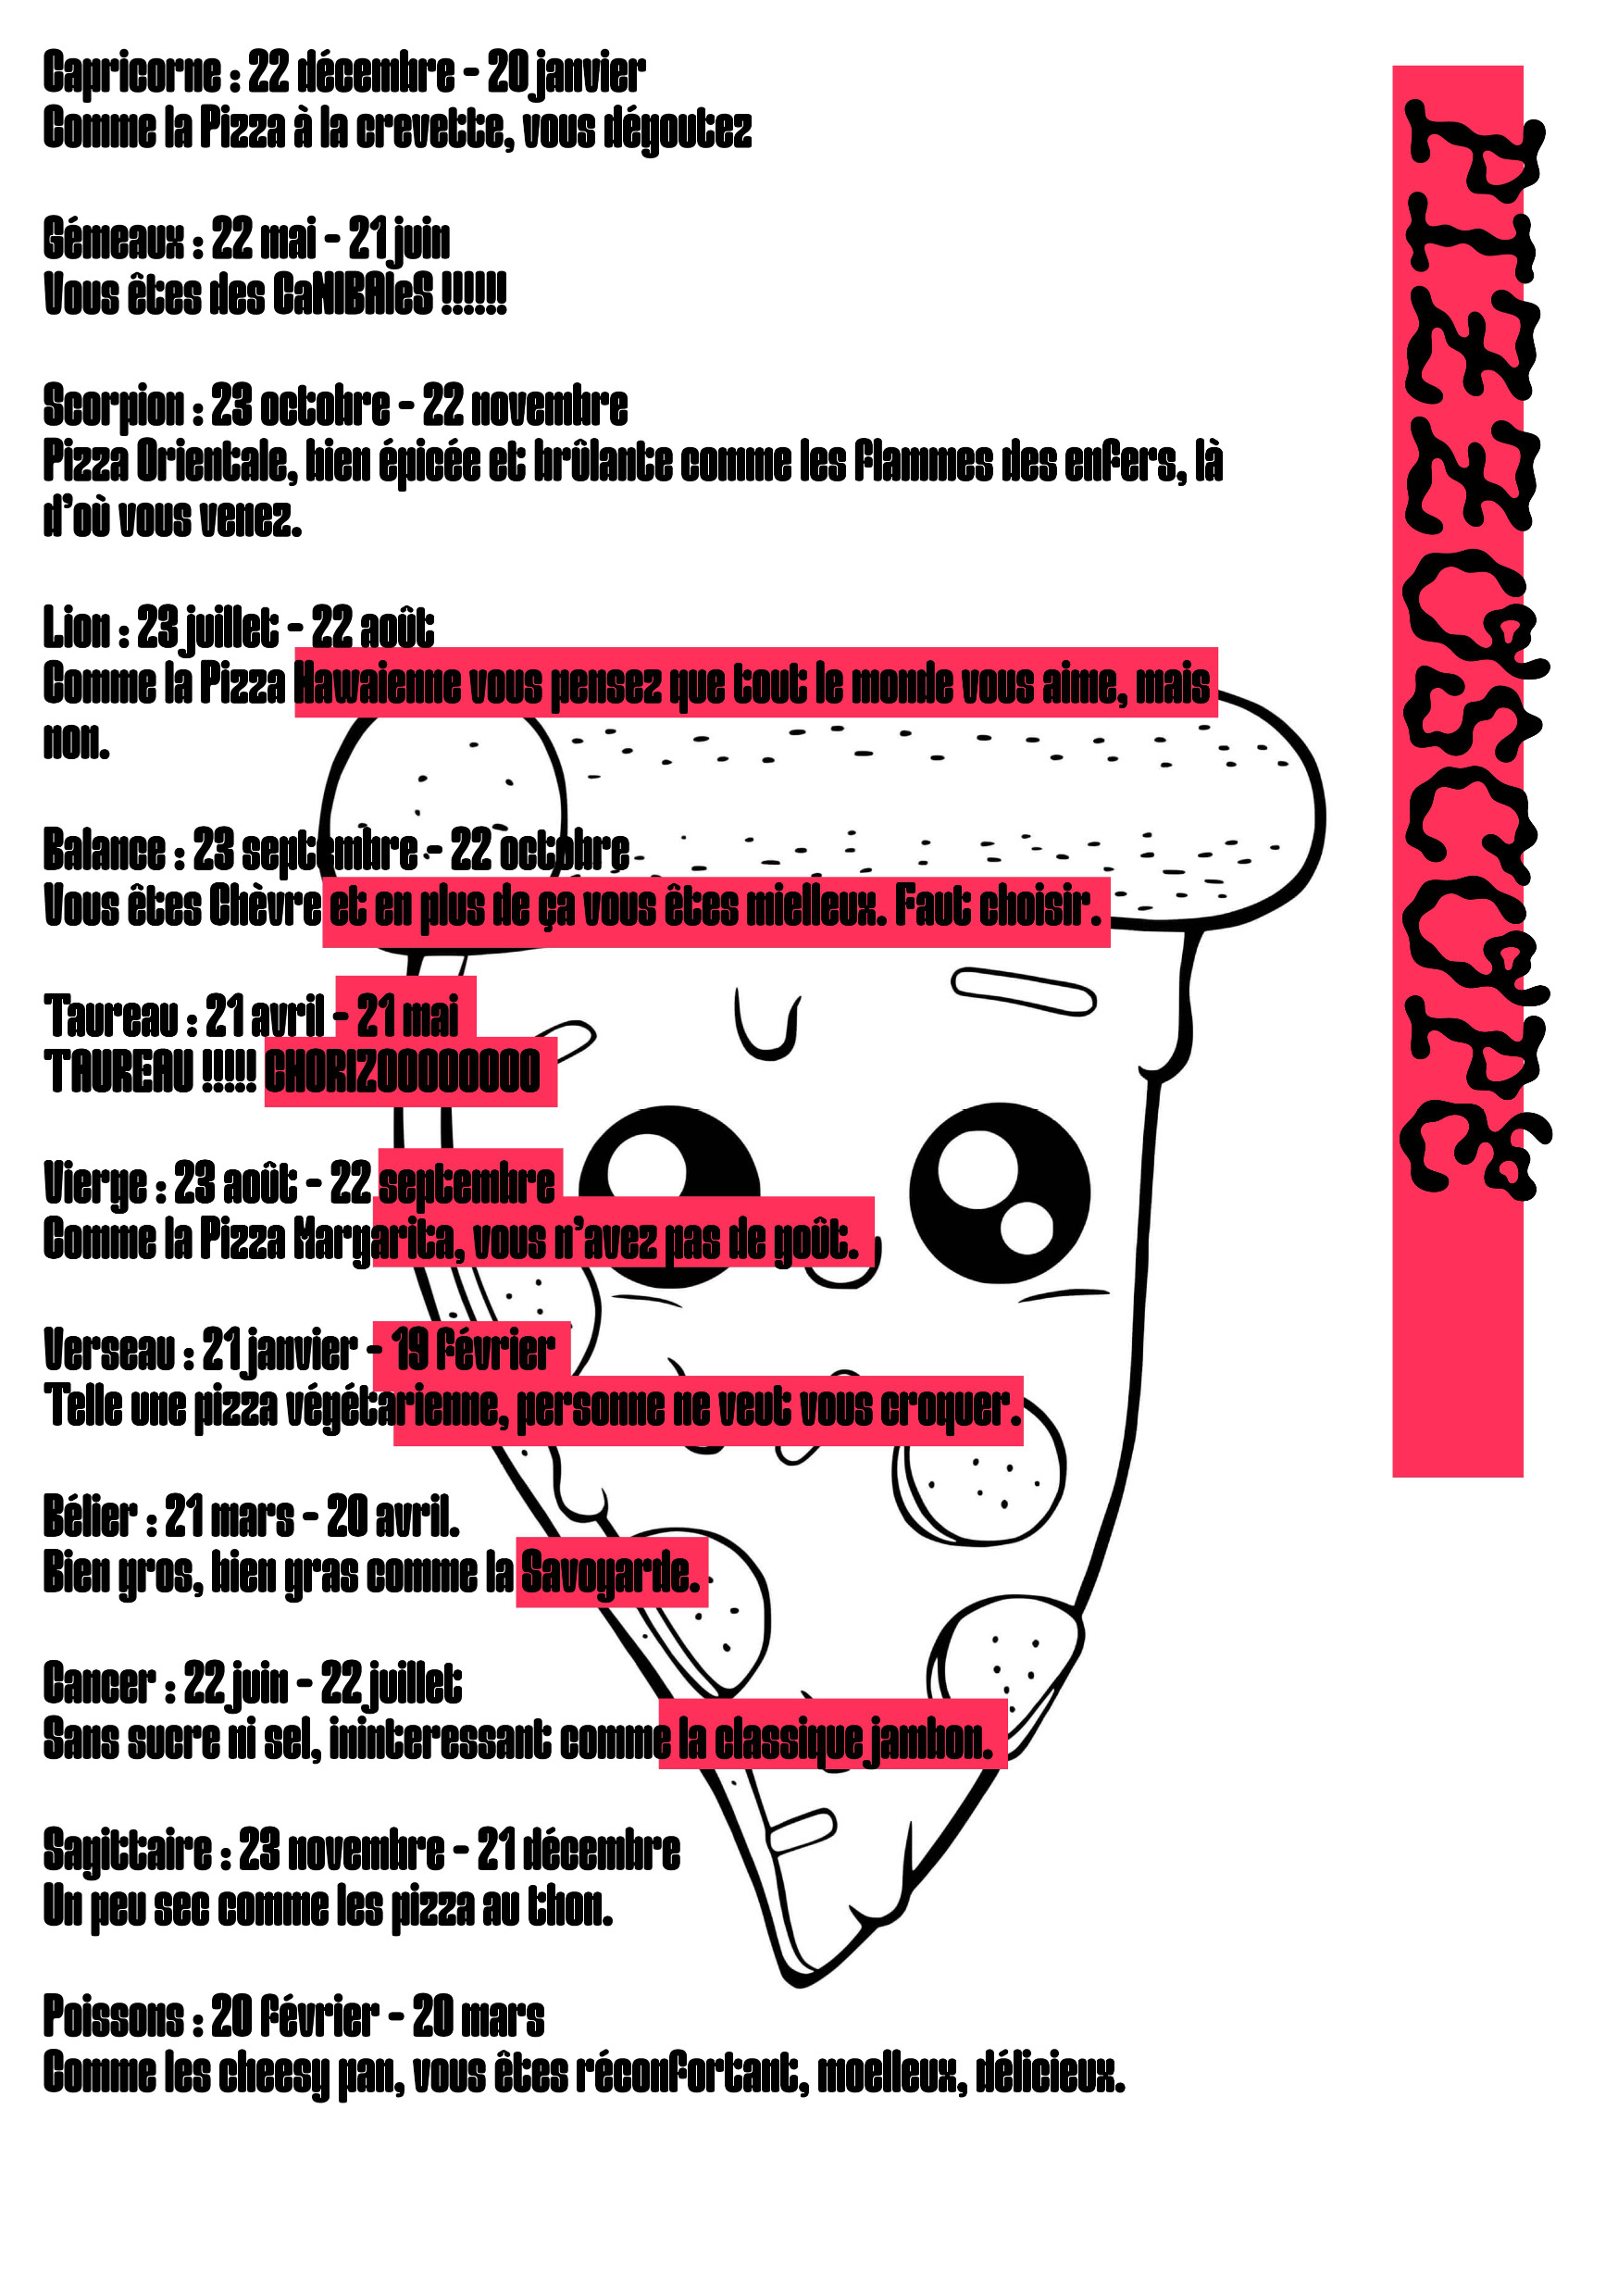 Capricorne : 22 décembre - 20 janvier
Comme la Pizza à la crevette, vous dégoutez
Gémeaux : 22 mai - 21 juin
Vous êtes des CaNIBAleS !!!!!!
Scorpion : 23 octobre - 22 novembre
Pizza Orientale, bien épicée et brûlante comme les flammes des enfers, là
d’où vous venez.
Lion : 23 juillet - 22 août
Comme la Pizza Hawaienne vous pensez que tout le monde vous aime, mais
non.
Balance : 23 septembre - 22 octobre
Vous êtes Chèvre et en plus de ça vous êtes mielleux. Faut choisir.
Taureau : 21 avril - 21 mai
TAUREAU !!!!! CHORIZOOOOOOOO
Vierge : 23 août - 22 septembre
Comme la Pizza Margarita, vous n’avez pas de goût.
Verseau : 21 janvier - 19 février
Telle une pizza végétarienne, personne ne veut vous croquer.
Bélier : 21 mars - 20 avril.
Bien gros, bien gras comme la Savoyarde.
Cancer : 22 juin - 22 juillet
Sans sucre ni sel, ininteressant comme la classique jambon.
Sagittaire : 23 novembre - 21 décembre
Un peu sec comme les pizza au thon.
Poissons : 20 février - 20 mars
Comme les cheesy pan, vous êtes réconfortant, moelleux, délicieux.
PIZZOSCOPE